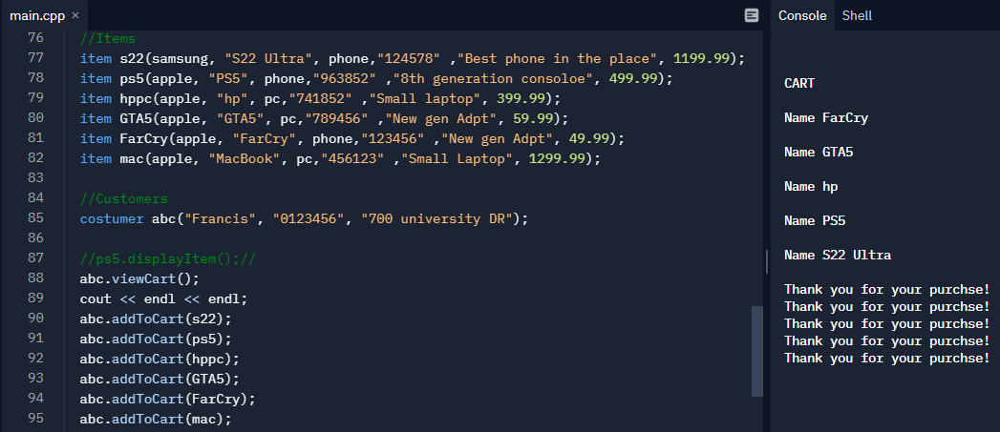 main.cpp ×
Console
Shell
76 //Items
77 item s22(samsung, "S22 Ultra", phone,"124578" ,"Best phone in the place", 1199.99);
78 item ps5(apple, "PS5", phone,"963852" ,"8th generation consoloe", 499.99);
79 item hppc(apple, "hp", pc,"741852" ,"Small laptop", 399.99);
80 item GTA5(apple, "GTA5", pc,"789456" ,"New gen Adpt", 59.99);
81 item FarCry(apple, "FarCry", phone,"123456" ,"New gen Adpt", 49.99);
82 item mac(apple, "MacBook", pc,"456123" ,"Small Laptop", 1299.99);
83
84 //Customers
85 costumer abc("Francis", "0123456", "700 university DR");
86
87 //ps5.displayItem();//
88 abc.viewCart();
89 cout << endl << endl;
90 abc.addToCart(s22);
91 abc.addToCart(ps5);
92 abc.addToCart(hppc);
93 abc.addToCart(GTA5);
94 abc.addToCart(FarCry);
95 abc.addToCart(mac);
CART
Name FarCry
Name GTA5
Name hp
Name PS5
Name S22 Ultra
Thank you for your purchse!
Thank you for your purchse!
Thank you for your purchse!
Thank you for your purchse!
Thank you for your purchse!